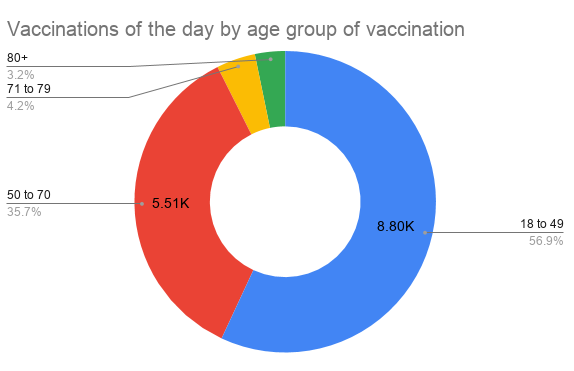 Vaccinations of the day by age group of vaccination
80+
3.2%
71 to 79
4.2%
50 to 70
35.7%
5.51K
8.80K
18 to 49
56.9%